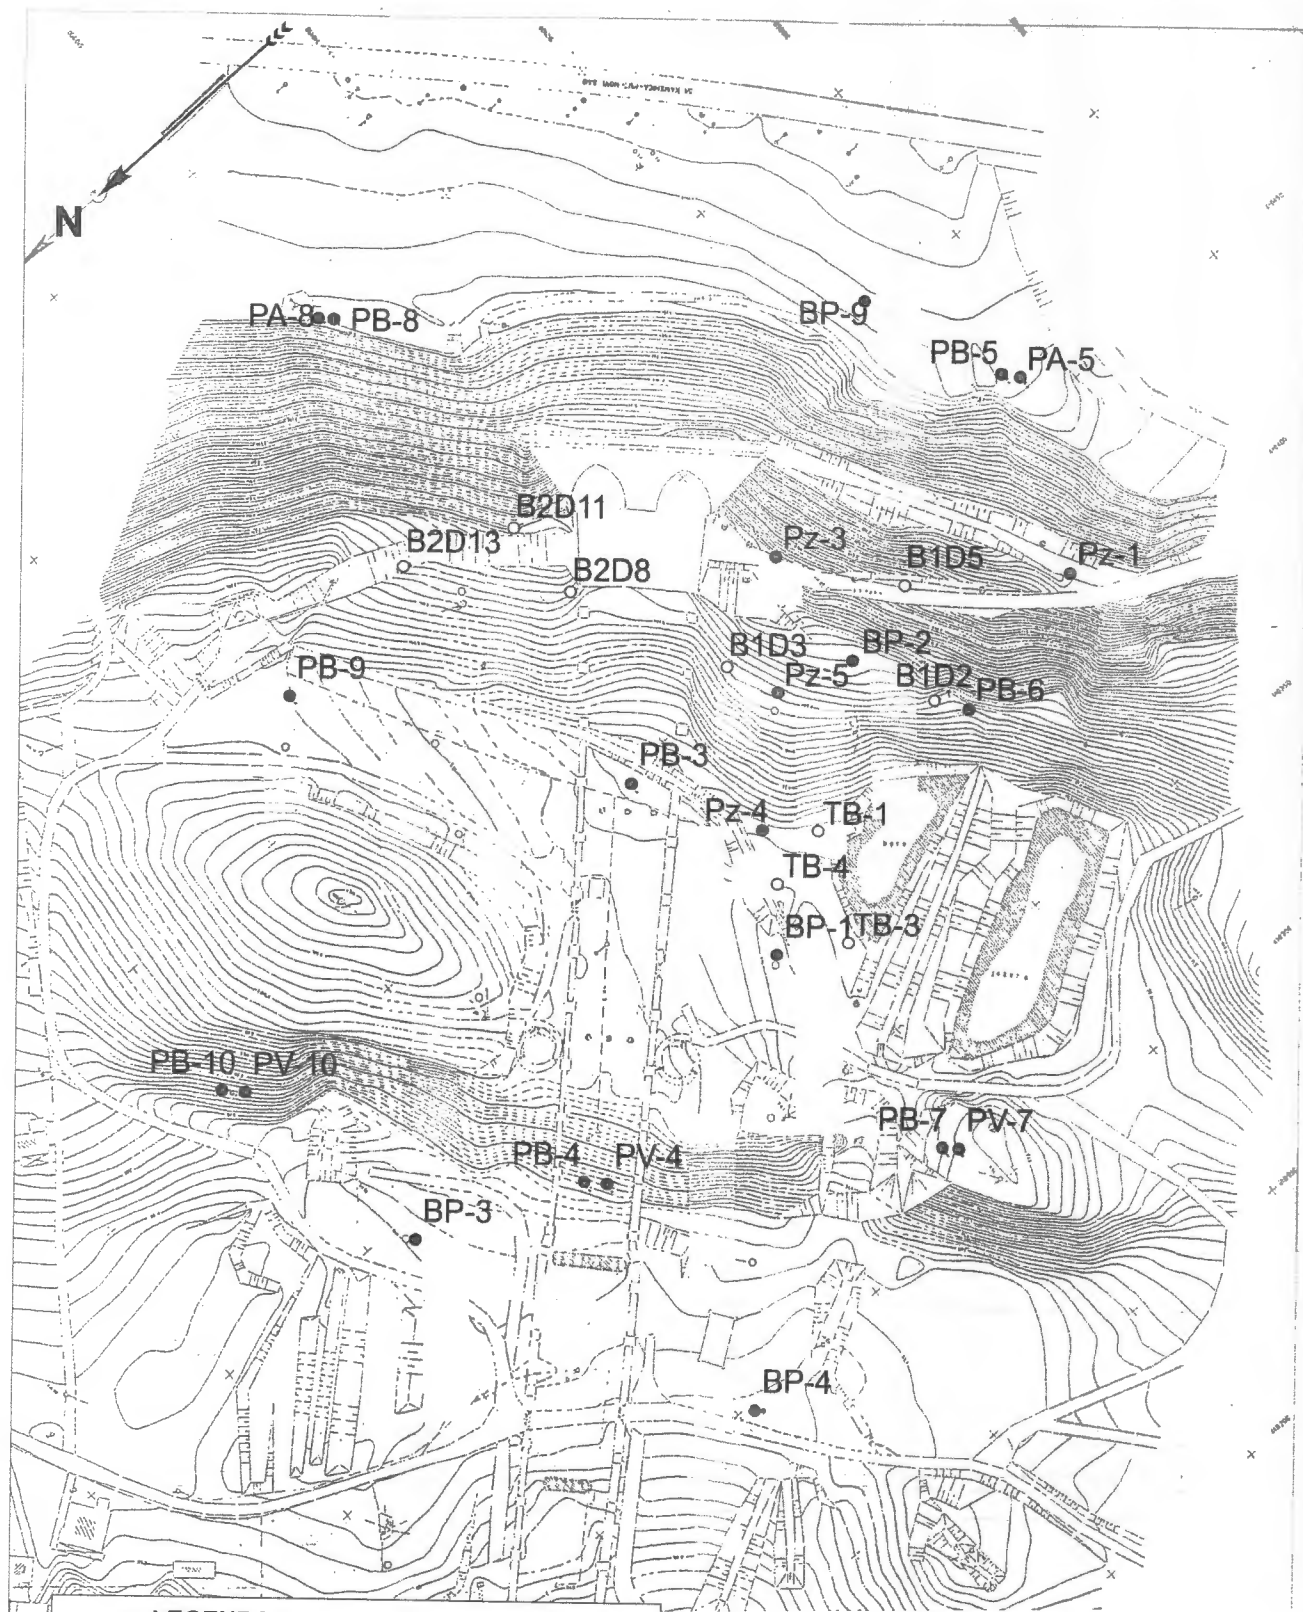 N
PA-8 PB-8
BP-9
PB-5 PA-5
B2D11
B2D13
B2D8
Pz-3
B1D5
Pz-1
B1D3
BP-2
Pz-5
B1D2
PB-6
PB-9
PB-3
Pz-4
TB-1
TB-4
BP-1
TB-3
PB-10 PV-10
PB-7 PV-7
PB-4 PV-4
BP-3
BP-4